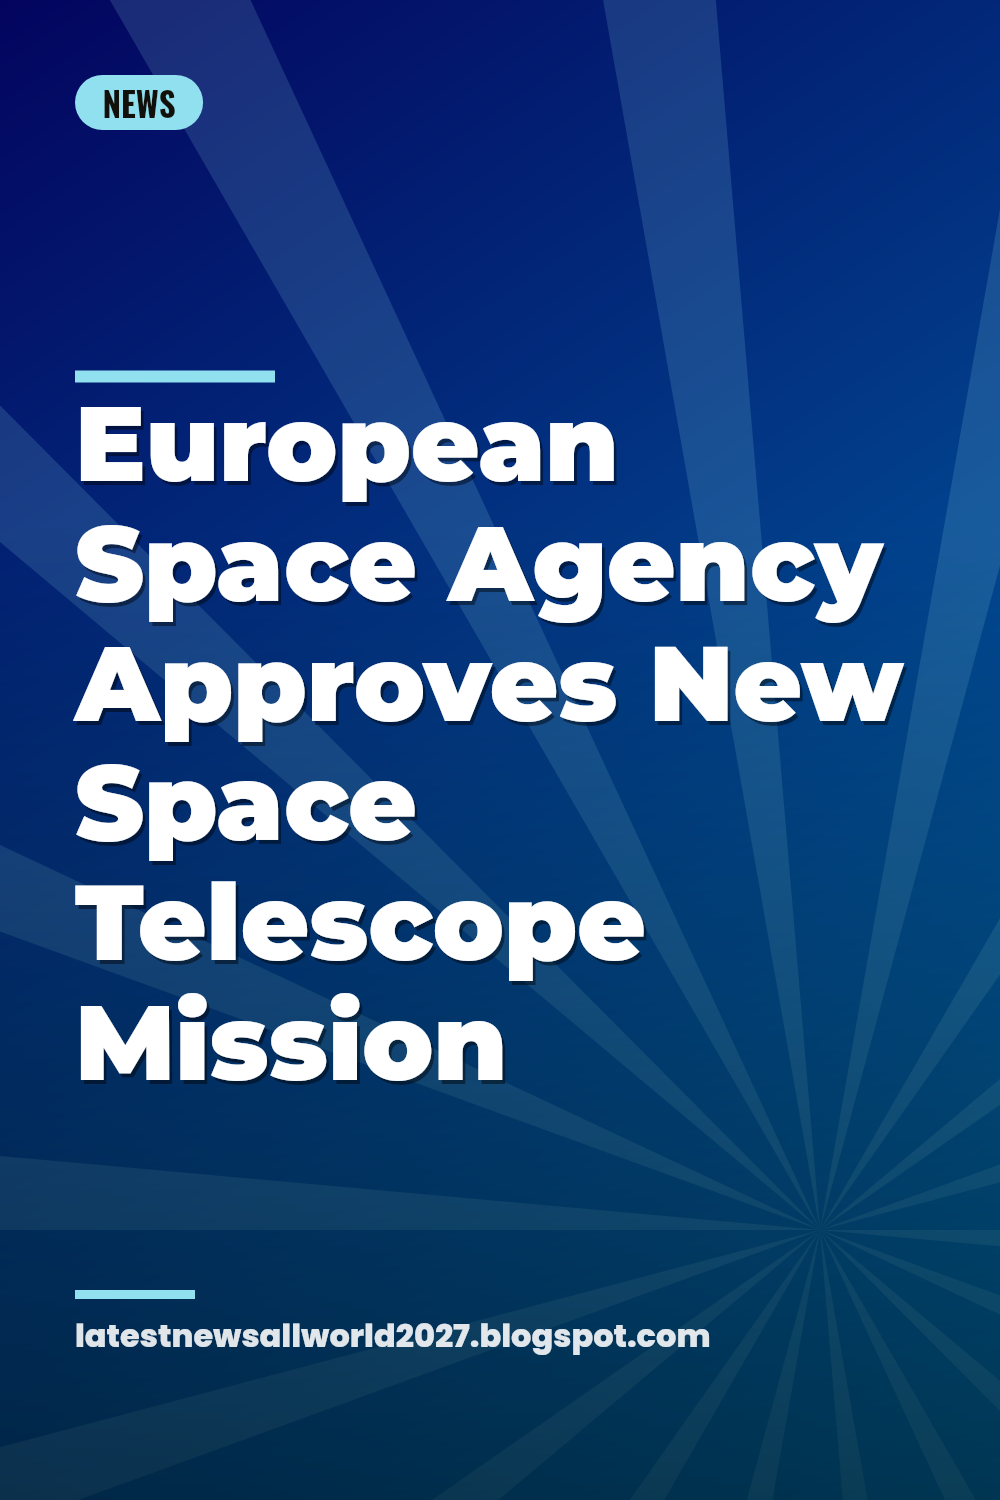 NEWS
European
Space Agency
Approves New
Space
Telescope
Mission
latestnewsallworld2027.blogspot.com